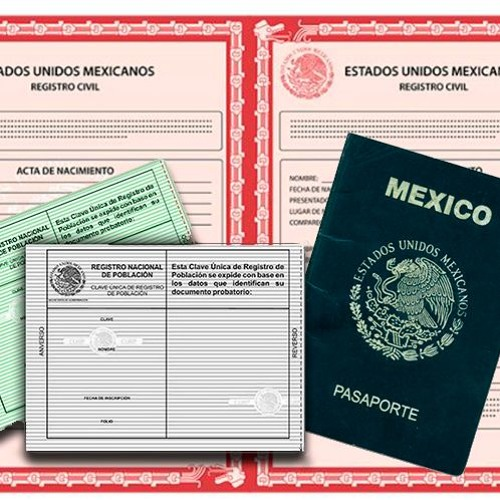 ADOS UNIDOS MEXICANOS
REGISTRO CIVIL
ACTA DE NACIMIENTO
ESTADOS UNIDOS MEXICAN
REGISTRO CIVIL
NOMBRE:
FECHA DE NA
PRESENTADO
LUGAR DE
COMPARE
MEXICO
ESTADOS UNIDOS MEXICANOS
PASAPORTE
REGISTRO NACIONAL
DE POBLACIÓN
Esta Clave Única de Registro de
Población se expide con base en
los datos que identifican su
documento probatorio:
REGISTRO NACIONAL
DE POBLACIÓN
CLAVE ÚNICA DE REGISTRO
DE POBLACIÓN
Esta Clave Única de Registro de
Población se expide con base en
los datos que identifican su
documento probatorio:
ANVERSO
REVERSO
CLAVE
CURP
NOMBRE
FECHA DE INSCRIPCIÓN
FOLIO